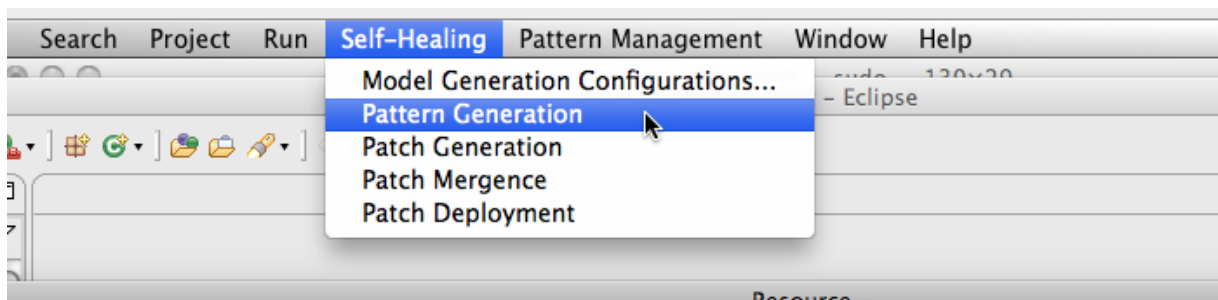 Search Project Run Self-Healing Pattern Management Window Help
Model Generation Configurations...
– Eclipse
Pattern Generation
Patch Generation
Patch Mergence
Patch Deployment